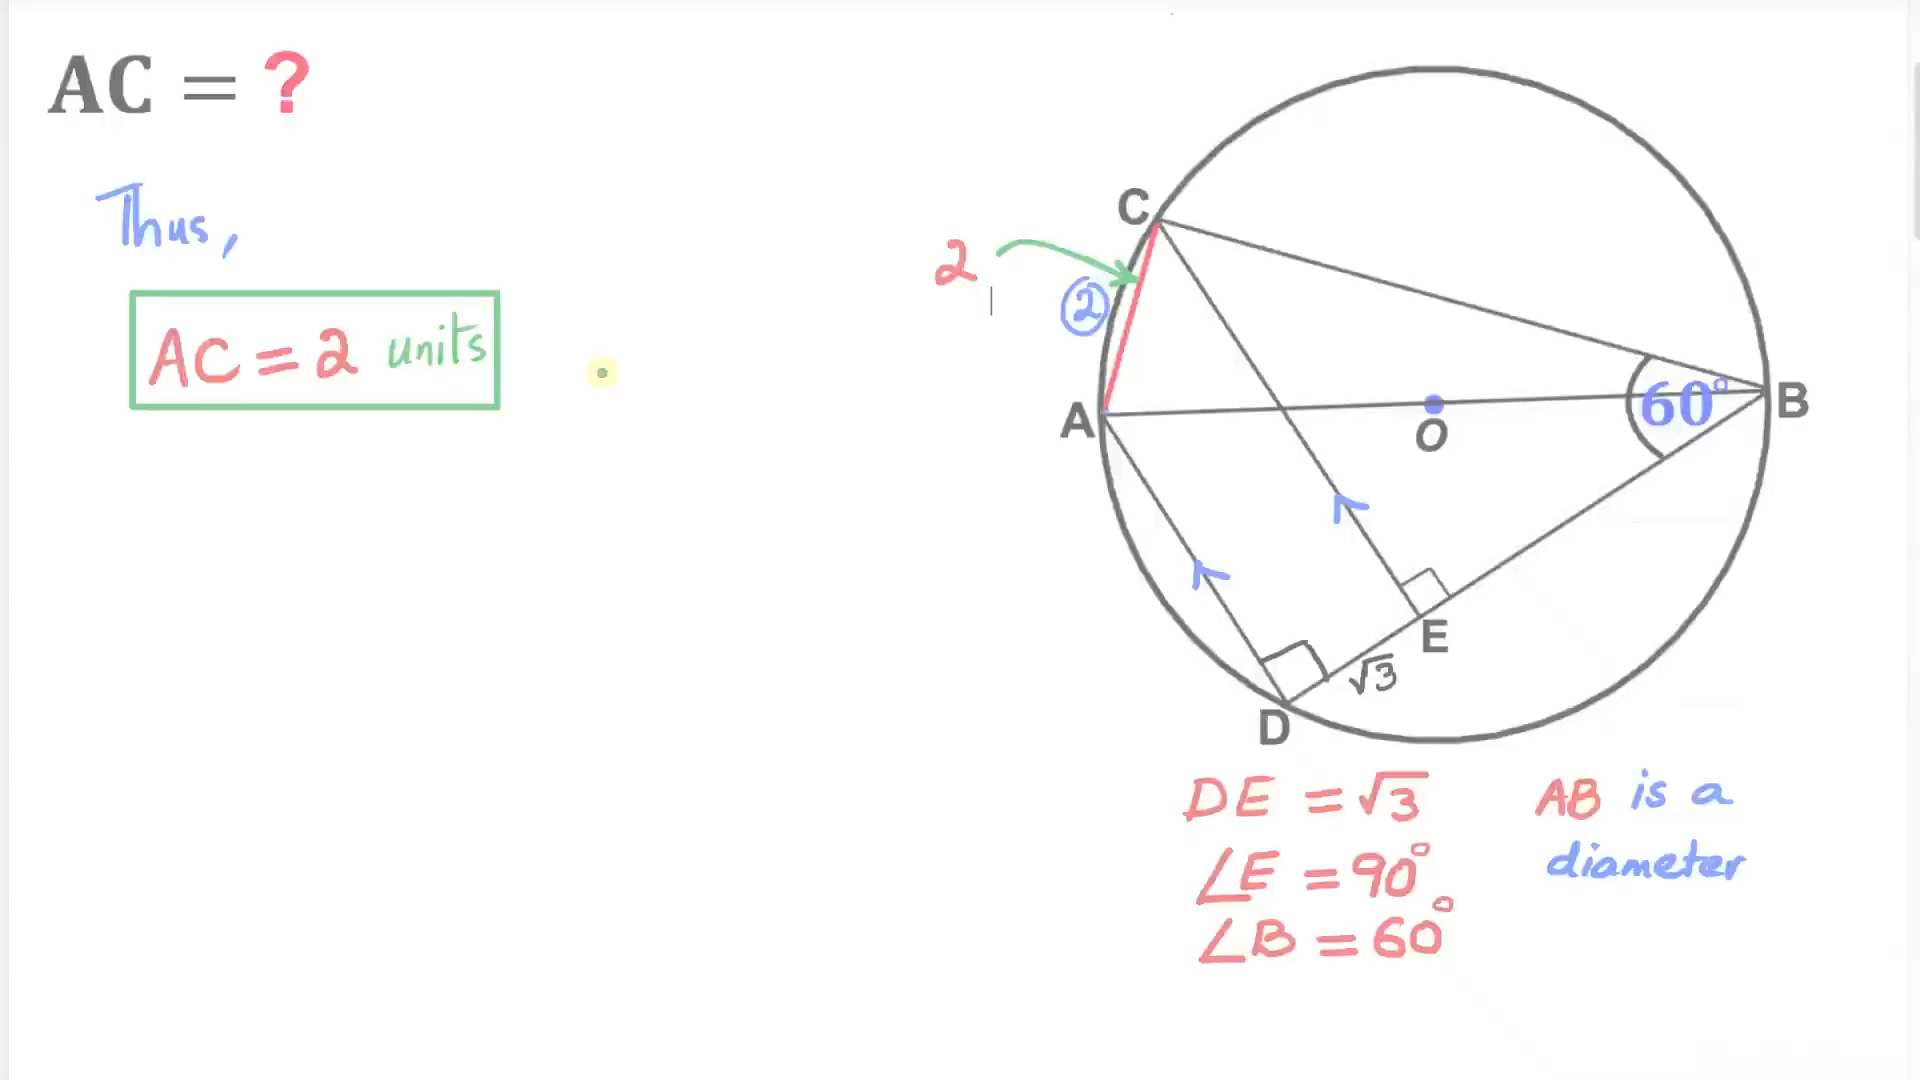 AC = ?
Thus,
AC = 2 units
C
2
②
A
60°
B
O
E
√3
D
DE = √3
AB is a
diameter
∠E = 90°
∠B = 60°